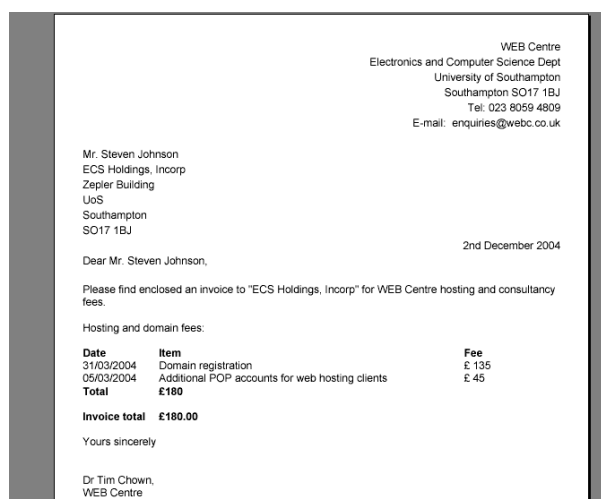 WEB Centre
Electronics and Computer Science Dept
University of Southampton
Southampton SO17 1BJ
Tel: 023 8059 4809
E-mail: enquiries@webc.co.uk
Mr. Steven Johnson
ECS Holdings, Incorp
Zepler Building
UoS
Southampton
SO17 1BJ
2nd December 2004
Dear Mr. Steven Johnson,
Please find enclosed an invoice to "ECS Holdings, Incorp" for WEB Centre hosting and consultancy
fees.
Hosting and domain fees:
Date Item Fee
31/03/2004 Domain registration £ 135
05/03/2004 Additional POP accounts for web hosting clients £ 45
Total £180
Invoice total £180.00
Yours sincerely
Dr Tim Chown,
WEB Centre